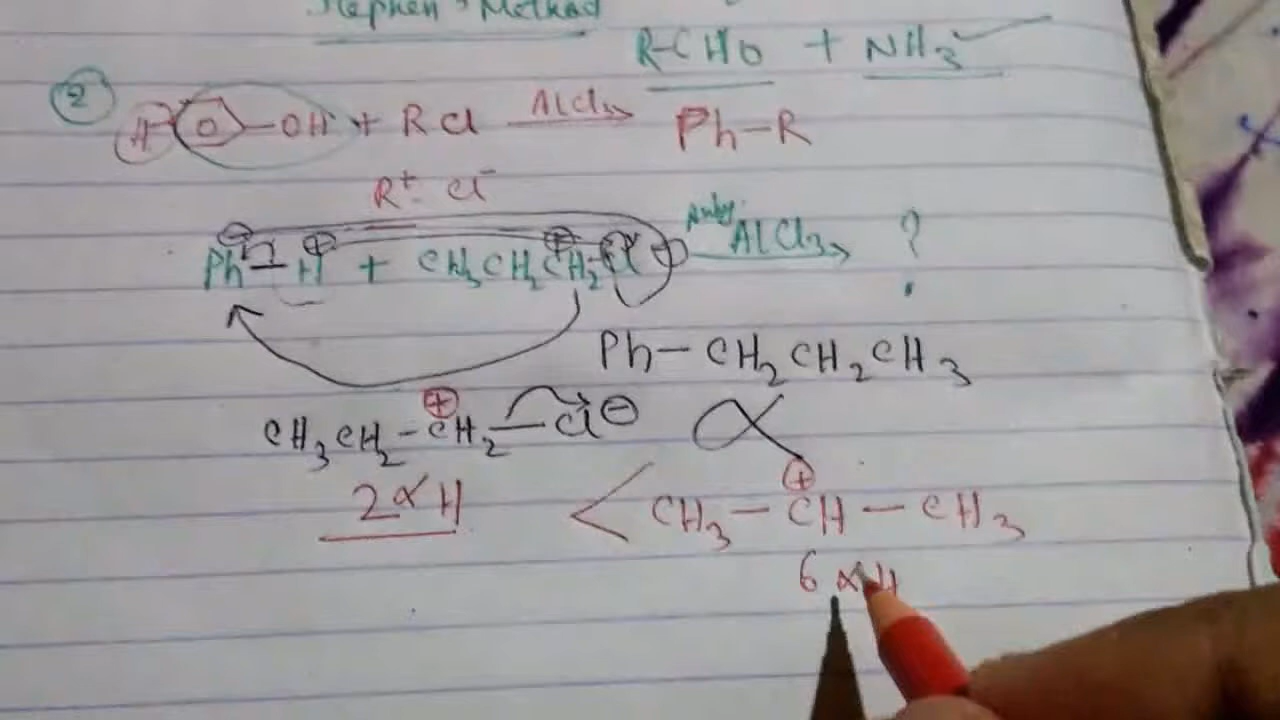 Stephen's Method
R-CHO + NH3
2
H-⌬-OH + RCl AlCl3→ Ph-R
R+ Cl-
Ph-H + CH3CH2CH2Cl AlCl3→ ?
Ph-CH2CH2CH3
CH3CH2-CH2-Cl⊖
⊕
2αH < CH3-CH-CH3
⊕
6αH